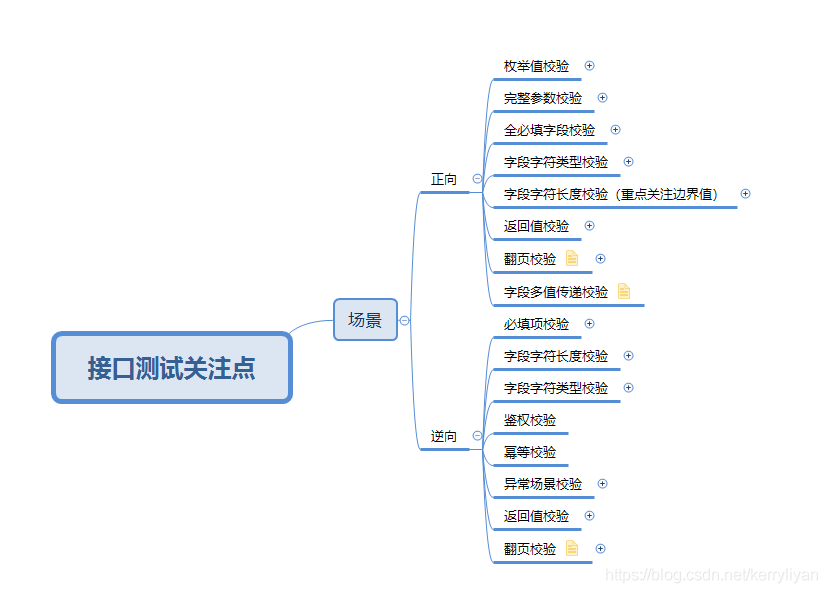 接口测试关注点
场景
正向
枚举值校验
完整参数校验
全必填字段校验
字段字符类型校验
字段字符长度校验（重点关注边界值）
返回值校验
翻页校验
字段多值传递校验
逆向
必填项校验
字段字符长度校验
字段字符类型校验
鉴权校验
幂等校验
异常场景校验
返回值校验
翻页校验
https://blog.csdn.net/kerryliyan